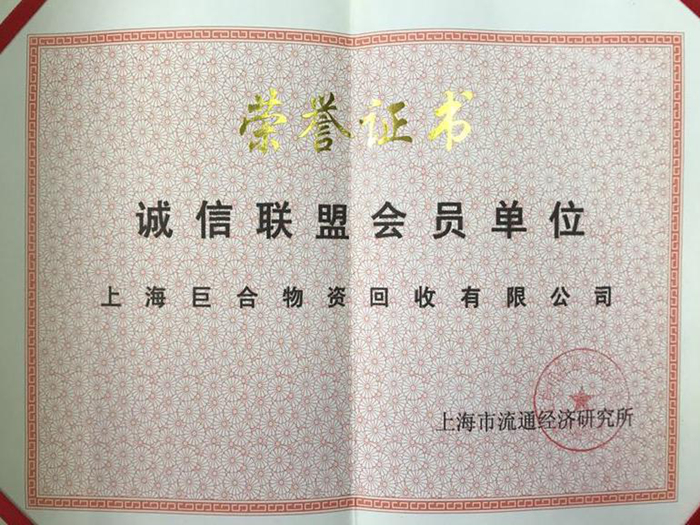 荣誉证书
诚信联盟会员单位
上海巨合物资回收有限公司
上海市流通经济研究所